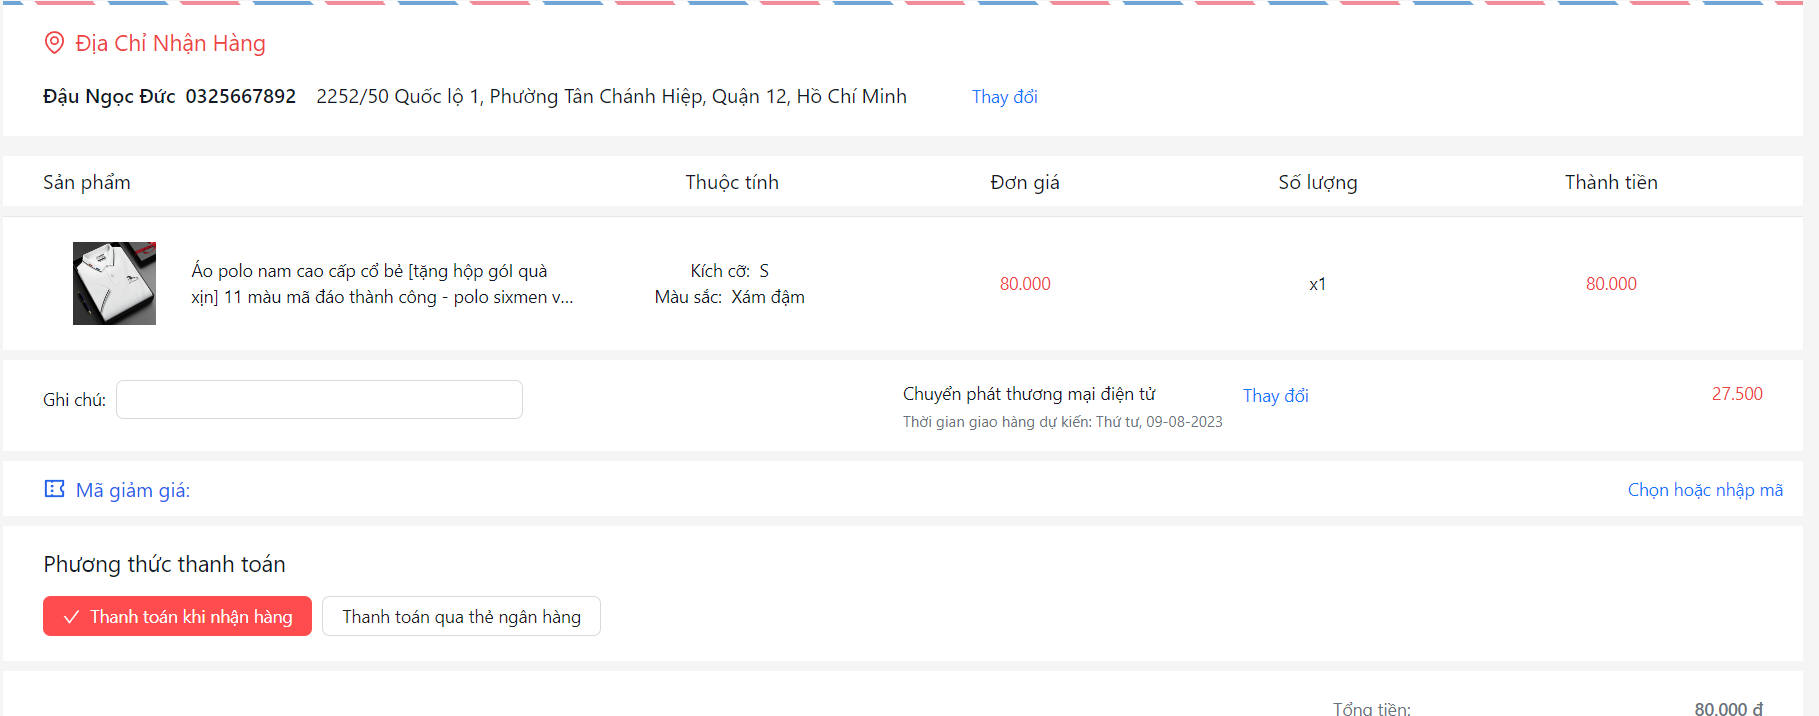 Địa Chỉ Nhận Hàng
Đậu Ngọc Đức 0325667892 2252/50 Quốc lộ 1, Phường Tân Chánh Hiệp, Quận 12, Hồ Chí Minh Thay đổi
Sản phẩm Thuộc tính Đơn giá Số lượng Thành tiền
Áo polo nam cao cấp cổ bẻ [tặng hộp gól quà
xịn] 11 màu mã đáo thành công - polo sixmen v...
Kích cỡ: S
Màu sắc: Xám đậm
80.000
x1
80.000
Ghi chú:
Chuyển phát thương mại điện tử Thay đổi 27.500
Thời gian giao hàng dự kiến: Thứ tư, 09-08-2023
Mã giảm giá: Chọn hoặc nhập mã
Phương thức thanh toán
Thanh toán khi nhận hàng Thanh toán qua thẻ ngân hàng
Tổng tiền: 80.000 đ